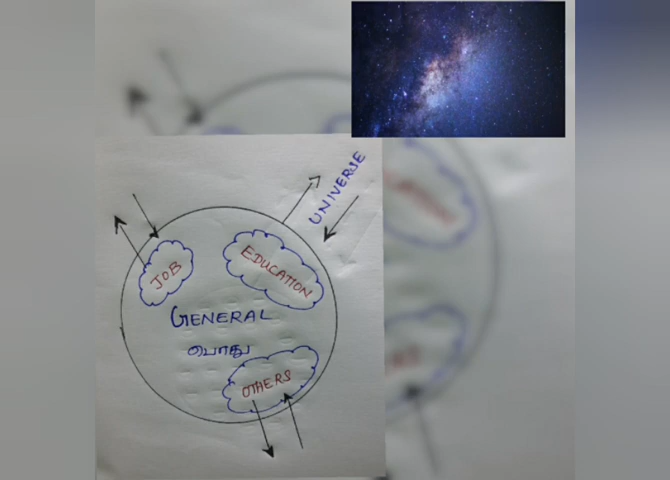 UNIVERSE
JOB
EDUCATION
GENERAL
பொது
OTHERS